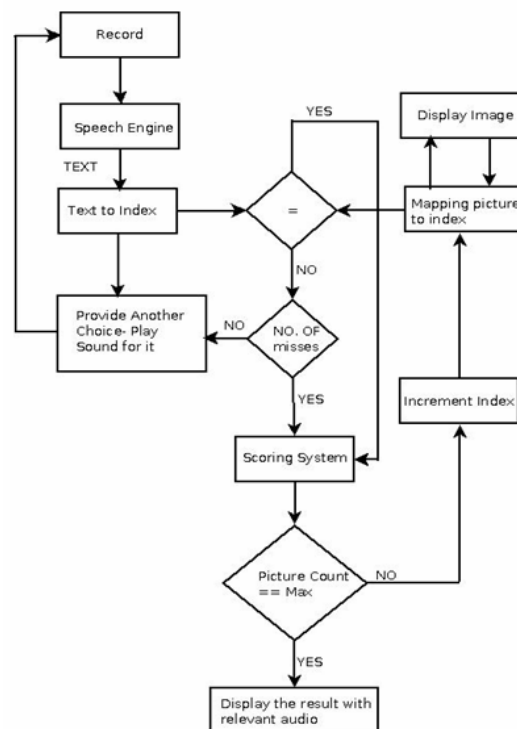 Record
Speech Engine
YES
Display Image
TEXT
Text to Index
=
Mapping picture
to index
NO
Provide Another
Choice- Play
Sound for it
NO
NO. OF
misses
YES
Increment Index
Scoring System
Picture Count
== Max
NO
YES
Display the result with
relevant audio